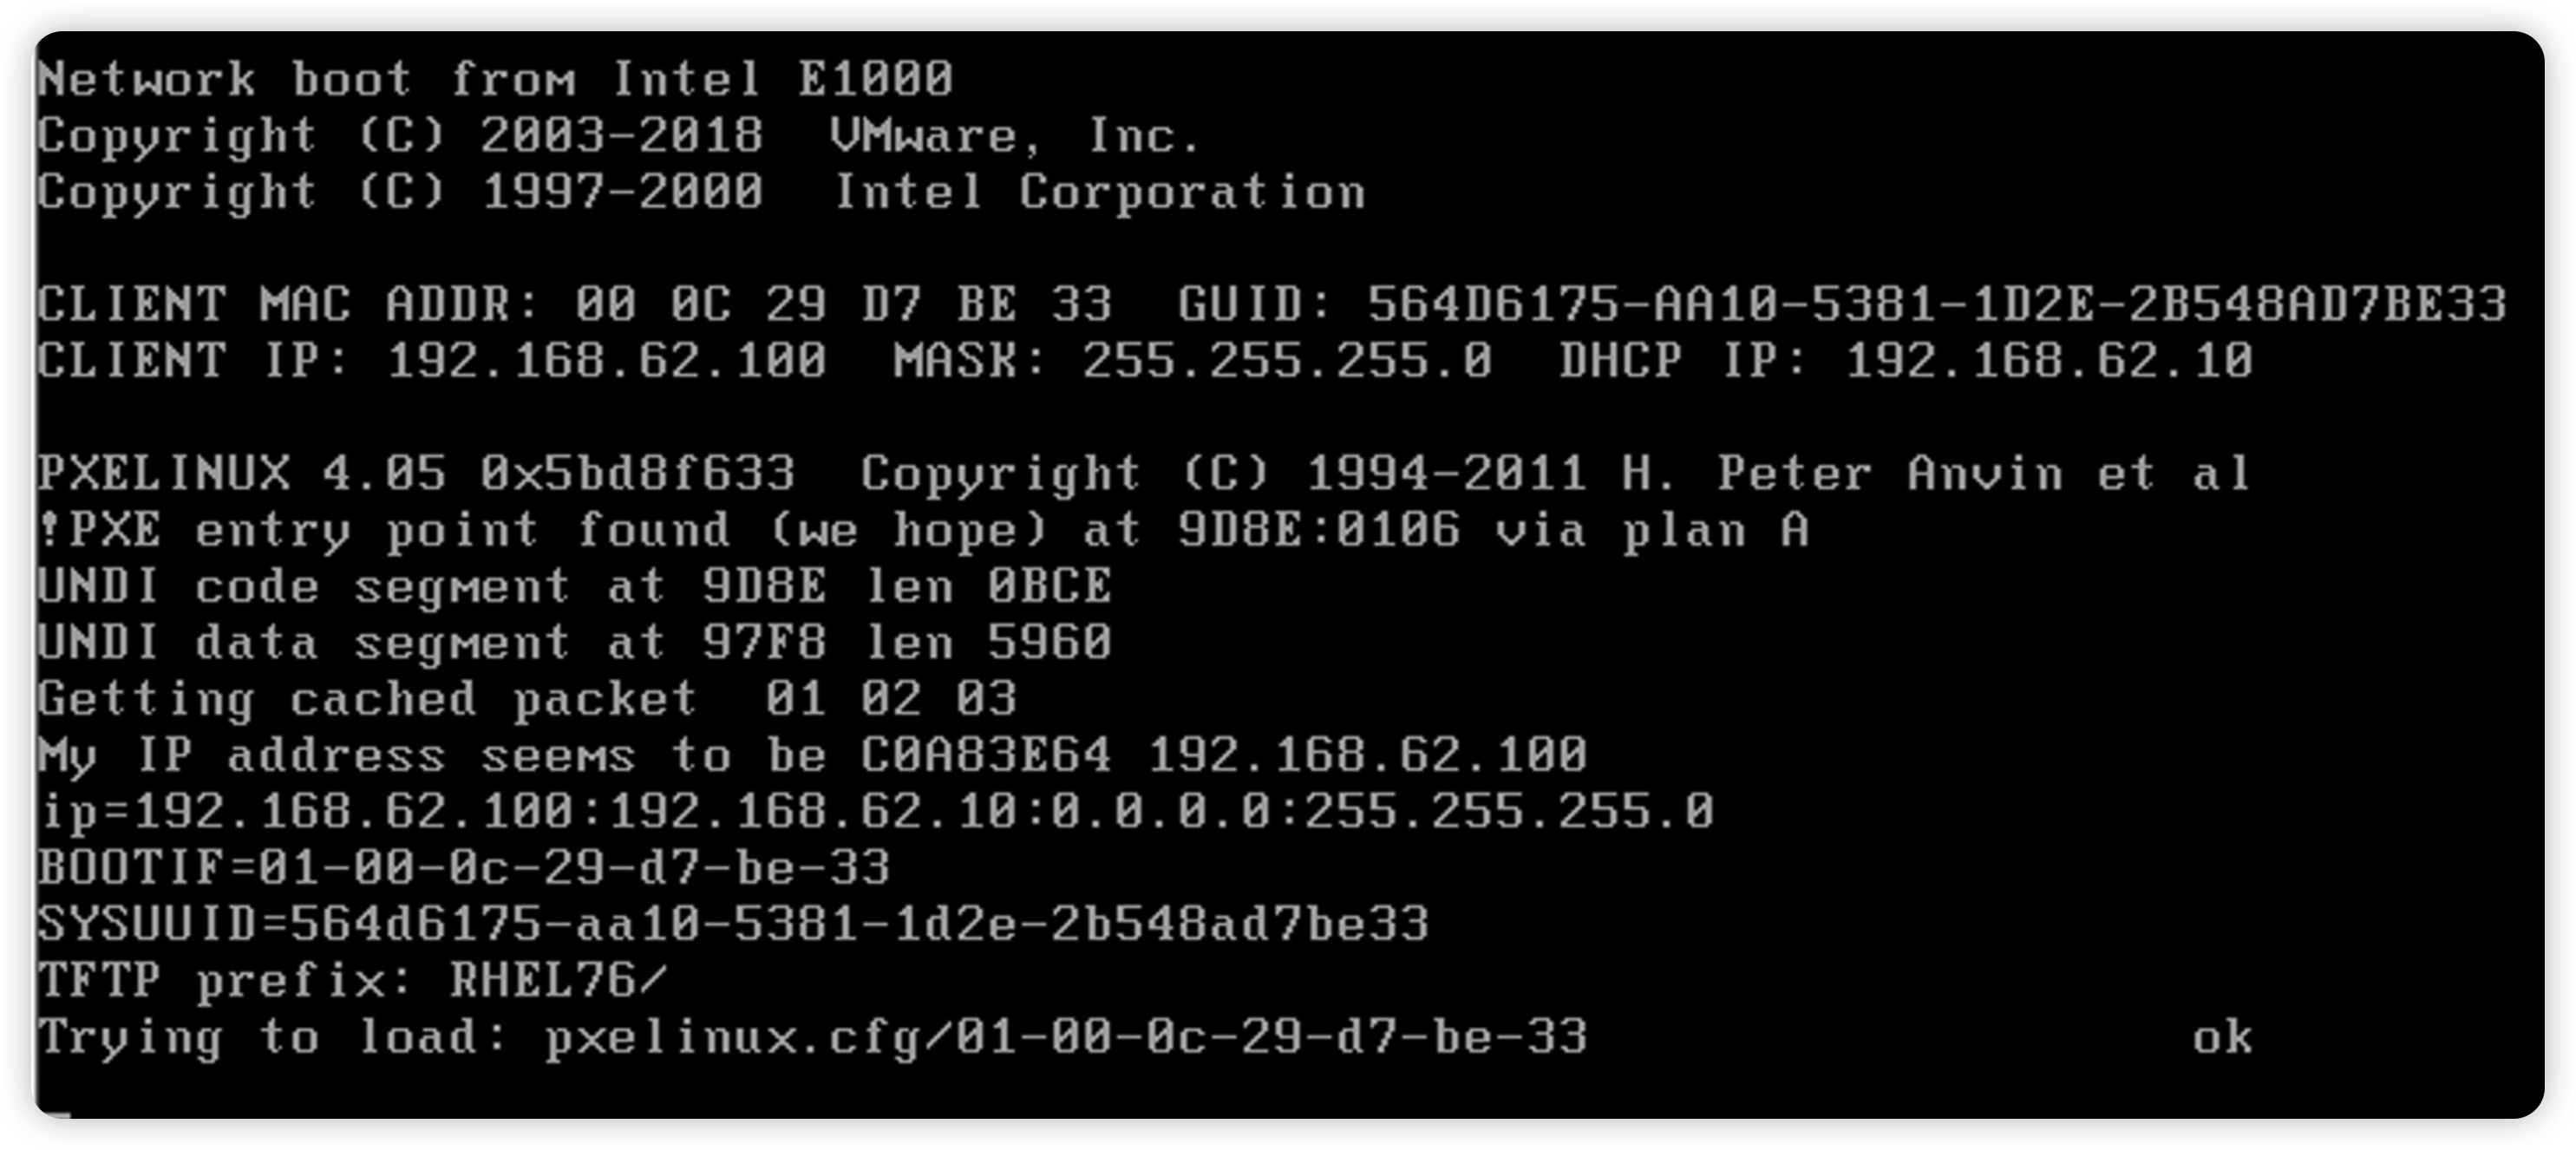 Network boot from Intel E1000
Copyright (C) 2003-2018  VMware, Inc.
Copyright (C) 1997-2000  Intel Corporation
CLIENT MAC ADDR: 00 0C 29 D7 BE 33  GUID: 564D6175-AA10-5381-1D2E-2B548AD7BE33
CLIENT IP: 192.168.62.100  MASK: 255.255.255.0  DHCP IP: 192.168.62.10
PXELINUX 4.05 0x5bd8f633  Copyright (C) 1994-2011 H. Peter Anvin et al
!PXE entry point found (we hope) at 9D8E:0106 via plan A
UNDI code segment at 9D8E len 0BCE
UNDI data segment at 97F8 len 5960
Getting cached packet  01 02 03
My IP address seems to be C0A83E64 192.168.62.100
ip=192.168.62.100:192.168.62.10:0.0.0.0:255.255.255.0
BOOTIF=01-00-0c-29-d7-be-33
SYSUUID=564d6175-aa10-5381-1d2e-2b548ad7be33
TFTP prefix: RHEL76/
Trying to load: pxelinux.cfg/01-00-0c-29-d7-be-33 ok